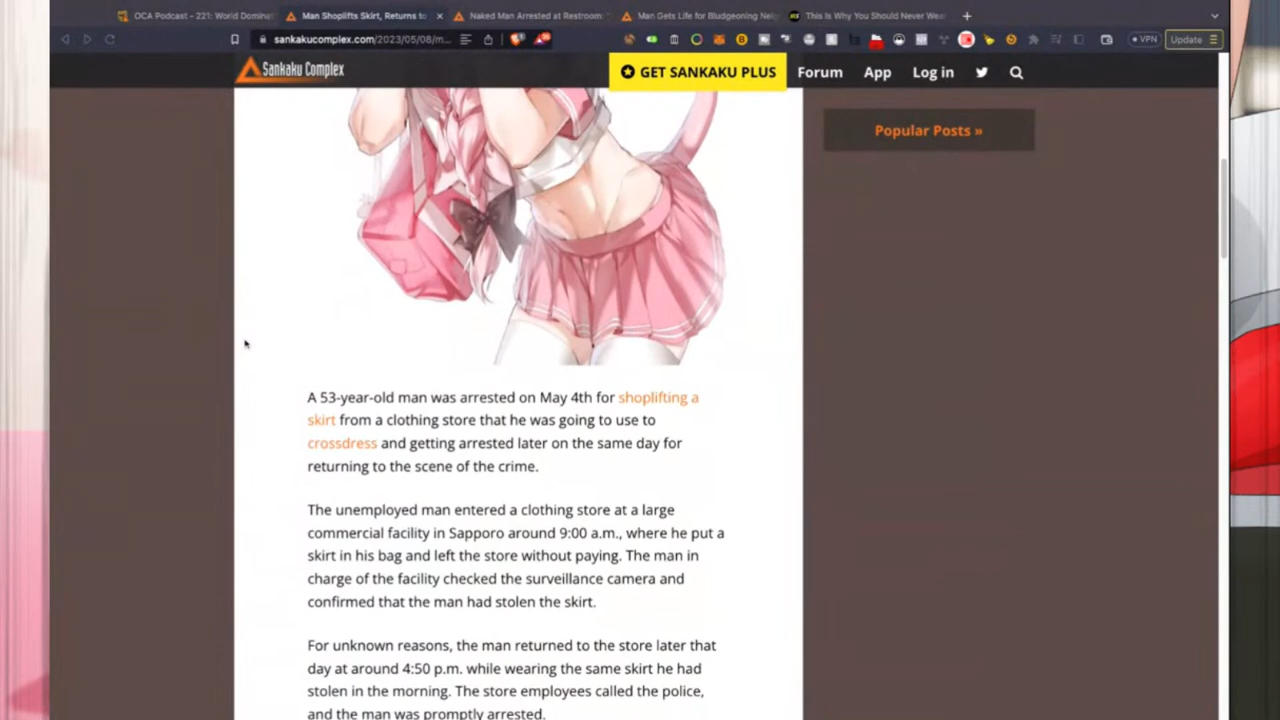 OCA Podcast - 221: World Dominat
Man Shoplifts Skirt, Returns to
Naked Man Arrested at Restroom:
Man Gets Life for Bludgeoning Nei
This Is Why You Should Never Wea
sankakucomplex.com/2023/05/08/m...
VPN
Update
Sankaku Complex
GET SANKAKU PLUS
Forum
App
Log in
Popular Posts »
A 53-year-old man was arrested on May 4th for shoplifting a
skirt from a clothing store that he was going to use to
crossdress and getting arrested later on the same day for
returning to the scene of the crime.
The unemployed man entered a clothing store at a large
commercial facility in Sapporo around 9:00 a.m., where he put a
skirt in his bag and left the store without paying. The man in
charge of the facility checked the surveillance camera and
confirmed that the man had stolen the skirt.
For unknown reasons, the man returned to the store later that
day at around 4:50 p.m. while wearing the same skirt he had
stolen in the morning. The store employees called the police,
and the man was promptly arrested.